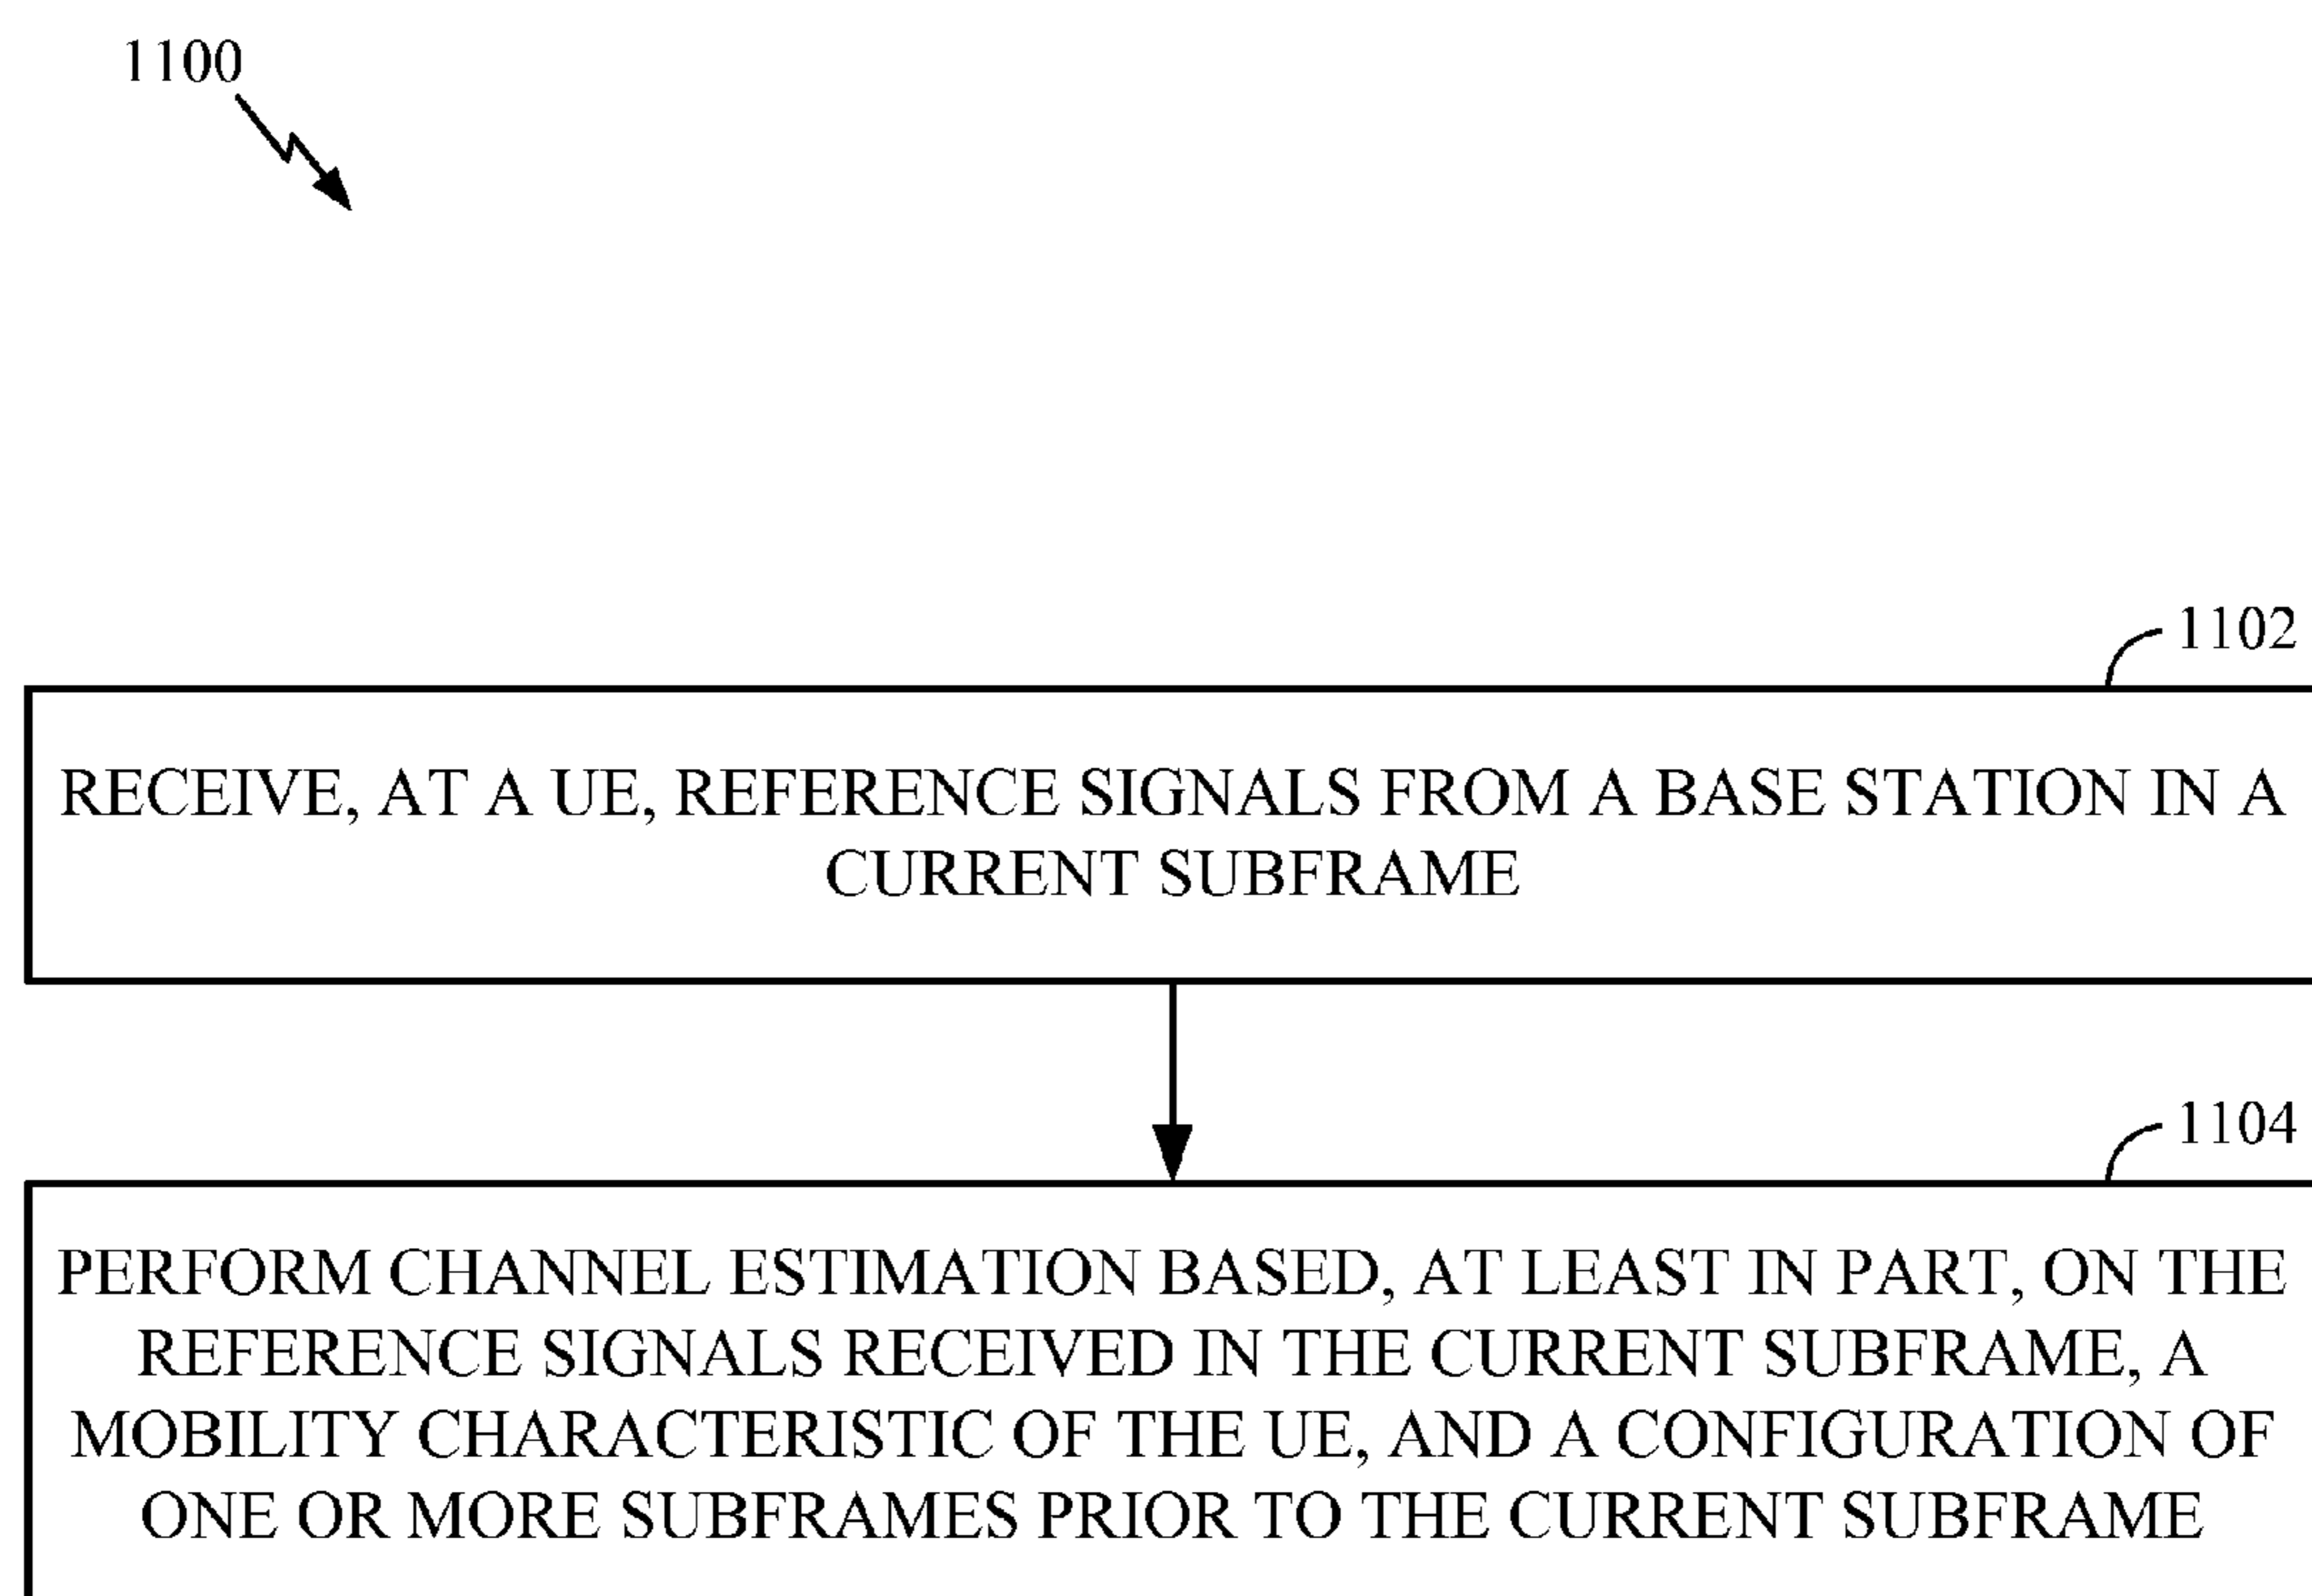 1100
1102
RECEIVE, AT A UE, REFERENCE SIGNALS FROM A BASE STATION IN A
CURRENT SUBFRAME
1104
PERFORM CHANNEL ESTIMATION BASED, AT LEAST IN PART, ON THE
REFERENCE SIGNALS RECEIVED IN THE CURRENT SUBFRAME, A
MOBILITY CHARACTERISTIC OF THE UE, AND A CONFIGURATION OF
ONE OR MORE SUBFRAMES PRIOR TO THE CURRENT SUBFRAME